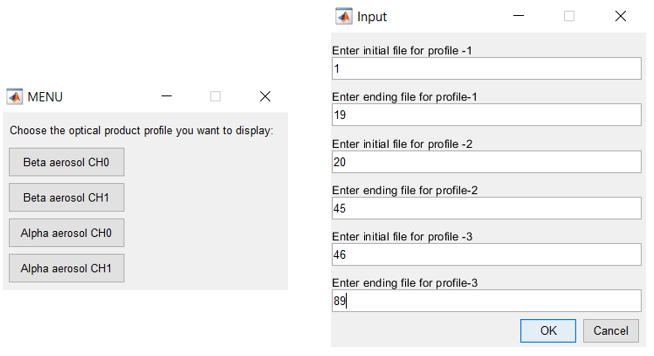 MENU
Choose the optical product profile you want to display:
Beta aerosol CH0
Beta aerosol CH1
Alpha aerosol CH0
Alpha aerosol CH1
Input
Enter initial file for profile -1
1
Enter ending file for profile-1
19
Enter initial file for profile -2
20
Enter ending file for profile-2
45
Enter initial file for profile -3
46
Enter ending file for profile-3
89
OK Cancel